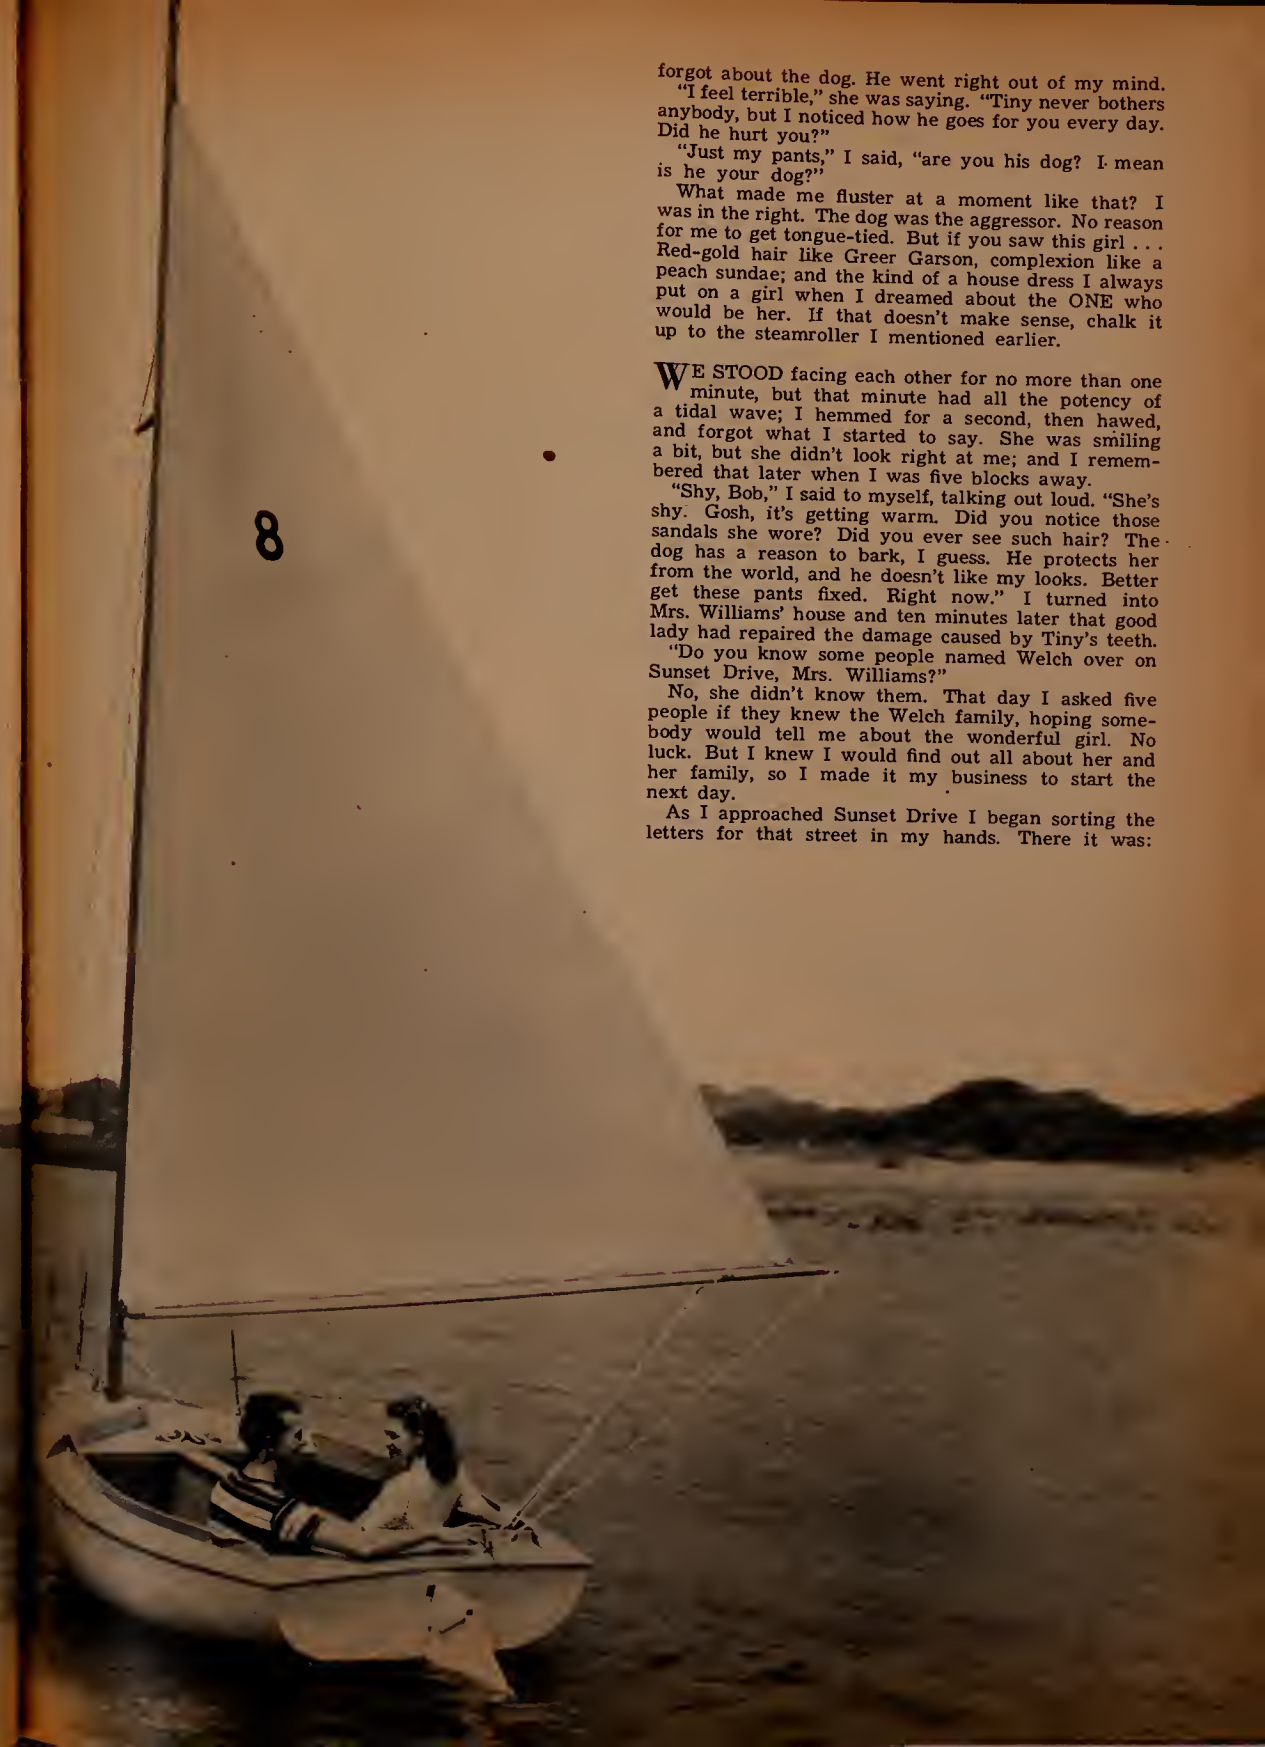 forgot about the dog. He went right out of my mind.
"I feel terrible," she was saying. "Tiny never bothers
anybody, but I noticed how he goes for you every day.
Did he hurt you?"
"Just my pants," I said, "are you his dog? I mean
is he your dog?"
What made me fluster at a moment like that? I
was in the right. The dog was the aggressor. No reason
for me to get tongue-tied. But if you saw this girl . . .
Red-gold hair like Greer Garson, complexion like a
peach sundae; and the kind of a house dress I always
put on a girl when I dreamed about the ONE who
would be her. If that doesn't make sense, chalk it
up to the steamroller I mentioned earlier.
WE STOOD facing each other for no more than one
minute, but that minute had all the potency of
a tidal wave; I hemmed for a second, then hawed,
and forgot what I started to say. She was smiling
a bit, but she didn't look right at me; and I remem-
bered that later when I was five blocks away.
"Shy, Bob," I said to myself, talking out loud. "She's
shy. Gosh, it's getting warm. Did you notice those
sandals she wore? Did you ever see such hair? The
dog has a reason to bark, I guess. He protects her
from the world, and he doesn't like my looks. Better
get these pants fixed. Right now." I turned into
Mrs. Williams' house and ten minutes later that good
lady had repaired the damage caused by Tiny's teeth.
"Do you know some people named Welch over on
Sunset Drive, Mrs. Williams?"
No, she didn't know them. That day I asked five
people if they knew the Welch family, hoping some-
body would tell me about the wonderful girl. No
luck. But I knew I would find out all about her and
her family, so I made it my business to start the
next day.
As I approached Sunset Drive I began sorting the
letters for that street in my hands. There it was:
8